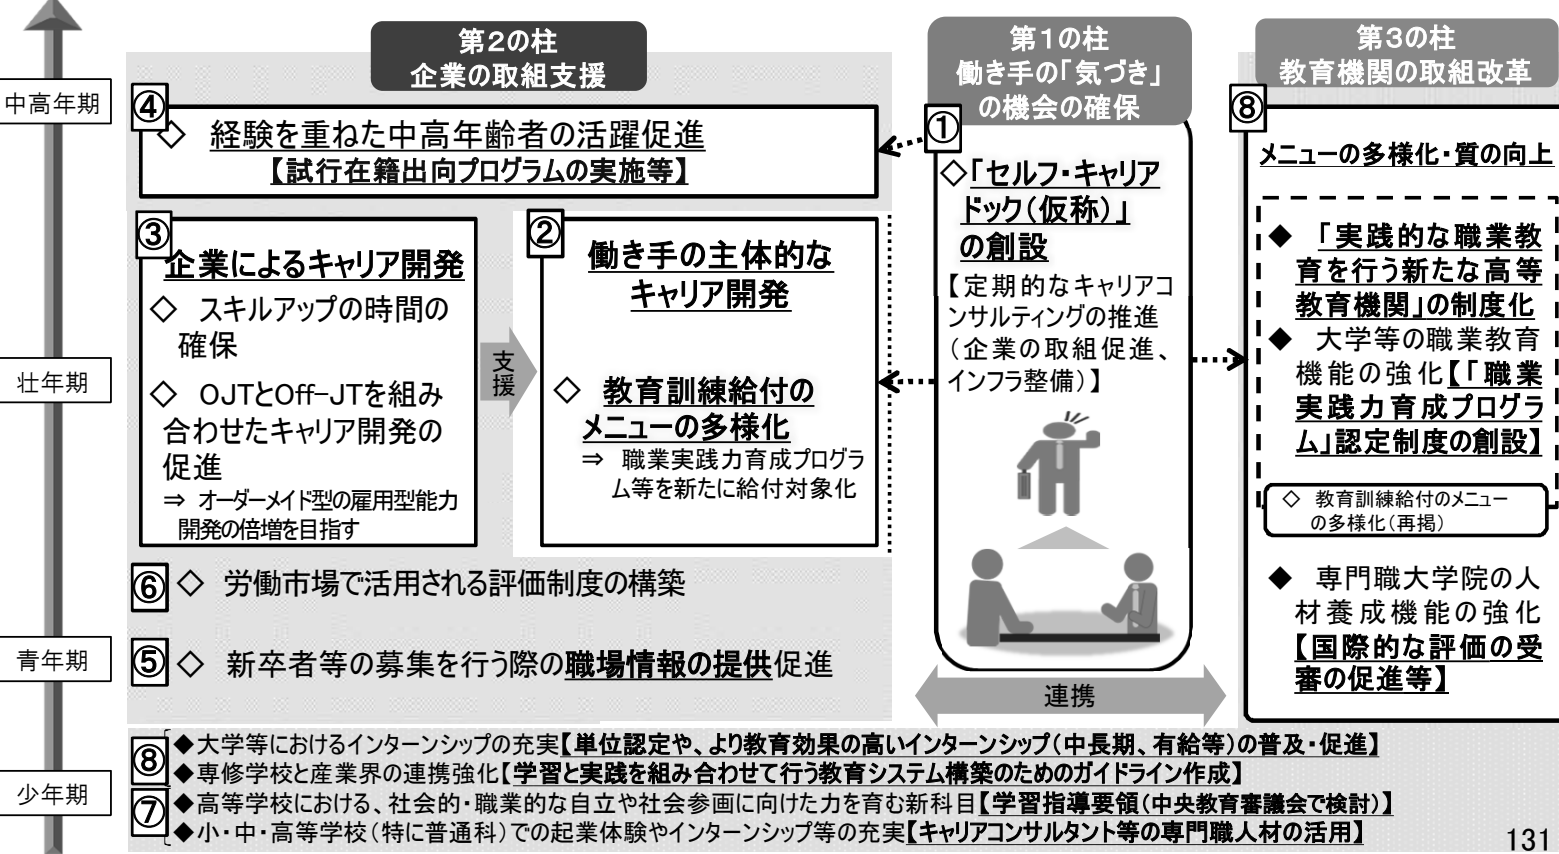 中高年期
壮年期
青年期
少年期
第2の柱
企業の取組支援
④
◇ 経験を重ねた中高年齢者の活躍促進
【試行在籍出向プログラムの実施等】
③
企業によるキャリア開発
◇ スキルアップの時間の
確保
◇ OJTとOff-JTを組み
合わせたキャリア開発の
促進
⇒ オーダーメイド型の雇用型能力
開発の倍増を目指す
支援
②
働き手の主体的な
キャリア開発
◇ 教育訓練給付の
メニューの多様化
⇒ 職業実践力育成プログラ
ム等を新たに給付対象化
⑥ ◇ 労働市場で活用される評価制度の構築
⑤ ◇ 新卒者等の募集を行う際の職場情報の提供促進
第1の柱
働き手の「気づき」
の機会の確保
①
◇「セルフ・キャリア
ドック(仮称)」
の創設
【定期的なキャリアコ
ンサルティングの推進
(企業の取組促進、
インフラ整備)】
連携
第3の柱
教育機関の取組改革
⑧
メニューの多様化・質の向上
◆ 「実践的な職業教
育を行う新たな高等
教育機関」の制度化
◆ 大学等の職業教育
機能の強化【「職業
実践力育成プログラ
ム」認定制度の創設】
◇ 教育訓練給付のメニュー
の多様化(再掲)
◆ 専門職大学院の人
材養成機能の強化
【国際的な評価の受
審の促進等】
⑧
◆大学等におけるインターンシップの充実【単位認定や、より教育効果の高いインターンシップ(中長期、有給等)の普及・促進】
◆専修学校と産業界の連携強化【学習と実践を組み合わせて行う教育システム構築のためのガイドライン作成】
⑦
◆高等学校における、社会的・職業的な自立や社会参画に向けた力を育む新科目【学習指導要領(中央教育審議会で検討)】
◆小・中・高等学校(特に普通科)での起業体験やインターンシップ等の充実【キャリアコンサルタント等の専門職人材の活用】
131